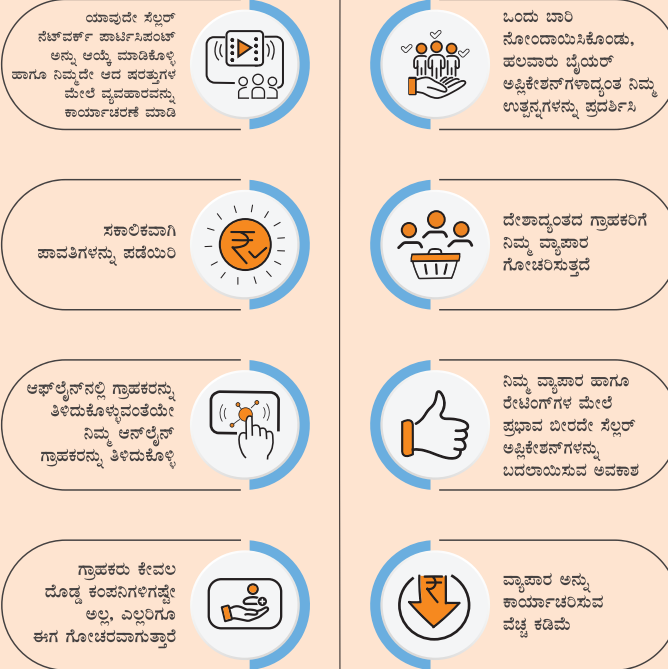 ಯಾವುದೇ ಸೆಲ್ಲರ್
ನೆಟ್‌ವರ್ಕ್ ಪಾರ್ಟಿಸಿಪಂಟ್
ಅನ್ನು ಆಯ್ಕೆ ಮಾಡಿಕೊಳ್ಳಿ
ಹಾಗೂ ನಿಮ್ಮದೇ ಆದ ಷರತ್ತುಗಳ
ಮೇಲೆ ವ್ಯವಹಾರವನ್ನು
ಕಾರ್ಯಾಚರಣೆ ಮಾಡಿ
ಒಂದು ಬಾರಿ
ನೋಂದಾಯಿಸಿಕೊಂಡು,
ಹಲವಾರು ಬೈಯರ್
ಅಪ್ಲಿಕೇಶನ್‌ಗಳಾದ್ಯಂತ ನಿಮ್ಮ
ಉತ್ಪನ್ನಗಳನ್ನು ಪ್ರದರ್ಶಿಸಿ
ಸಕಾಲಿಕವಾಗಿ
ಪಾವತಿಗಳನ್ನು ಪಡೆಯಿರಿ
ದೇಶಾದ್ಯಂತದ ಗ್ರಾಹಕರಿಗೆ
ನಿಮ್ಮ ವ್ಯಾಪಾರ
ಗೋಚರಿಸುತ್ತದೆ
ಆಫ್‌ಲೈನ್‌ನಲ್ಲಿ ಗ್ರಾಹಕರನ್ನು
ತಿಳಿದುಕೊಳ್ಳುವಂತೆಯೇ
ನಿಮ್ಮ ಆನ್‌ಲೈನ್
ಗ್ರಾಹಕರನ್ನು ತಿಳಿದುಕೊಳ್ಳಿ
ನಿಮ್ಮ ವ್ಯಾಪಾರ ಹಾಗೂ
ರೇಟಿಂಗ್‌ಗಳ ಮೇಲೆ
ಪ್ರಭಾವ ಬೀರದೇ ಸೆಲ್ಲರ್
ಅಪ್ಲಿಕೇಶನ್‌ಗಳನ್ನು
ಬದಲಾಯಿಸುವ ಅವಕಾಶ
ಗ್ರಾಹಕರು ಕೇವಲ
ದೊಡ್ಡ ಕಂಪನಿಗಳಿಗಷ್ಟೇ
ಅಲ್ಲ, ಎಲ್ಲರಿಗೂ
ಈಗ ಗೋಚರವಾಗುತ್ತಾರೆ
ವ್ಯಾಪಾರ ಅನ್ನು
ಕಾರ್ಯಾಚರಿಸುವ
ವೆಚ್ಚ ಕಡಿಮೆ